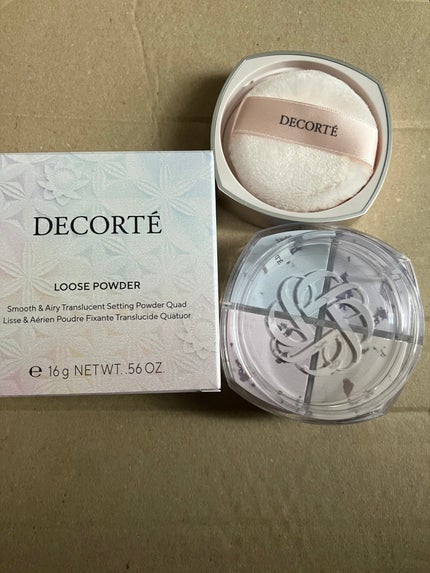 DECORTÉ
DECORTÉ
LOOSE POWDER
Smooth & Airy Translucent Setting Powder Quad
Lisse & Aérien Poudre Fixante Translucide Quatuor
e 16 g NET WT. .56 OZ.